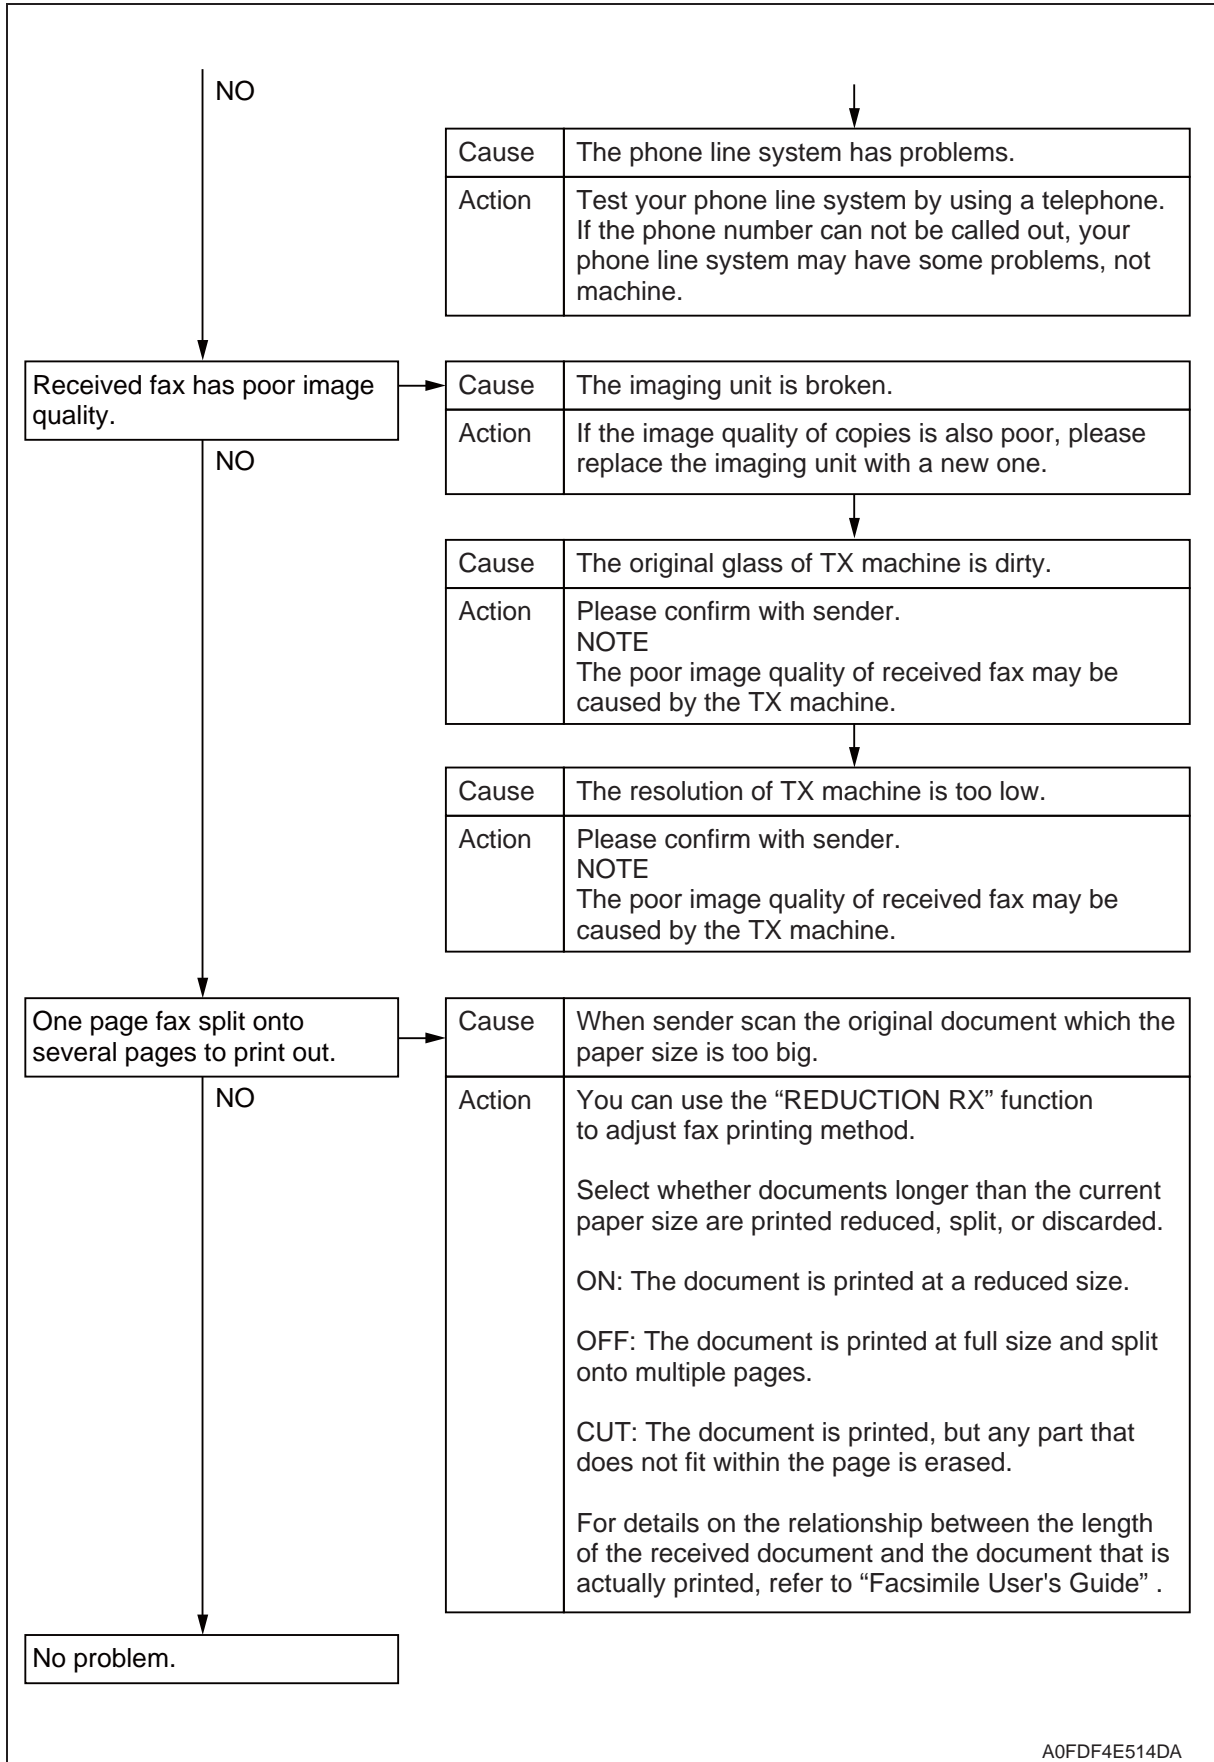 NO
Cause The phone line system has problems.
Action Test your phone line system by using a telephone.
If the phone number can not be called out, your
phone line system may have some problems, not
machine.
Received fax has poor image
quality.
Cause The imaging unit is broken.
Action If the image quality of copies is also poor, please
replace the imaging unit with a new one.
NO
Cause The original glass of TX machine is dirty.
Action Please confirm with sender.
NOTE
The poor image quality of received fax may be
caused by the TX machine.
Cause The resolution of TX machine is too low.
Action Please confirm with sender.
NOTE
The poor image quality of received fax may be
caused by the TX machine.
One page fax split onto
several pages to print out.
Cause When sender scan the original document which the
paper size is too big.
NO
Action You can use the “REDUCTION RX” function
to adjust fax printing method.
Select whether documents longer than the current
paper size are printed reduced, split, or discarded.
ON: The document is printed at a reduced size.
OFF: The document is printed at full size and split
onto multiple pages.
CUT: The document is printed, but any part that
does not fit within the page is erased.
For details on the relationship between the length
of the received document and the document that is
actually printed, refer to “Facsimile User's Guide” .
No problem.
A0FDF4E514DA